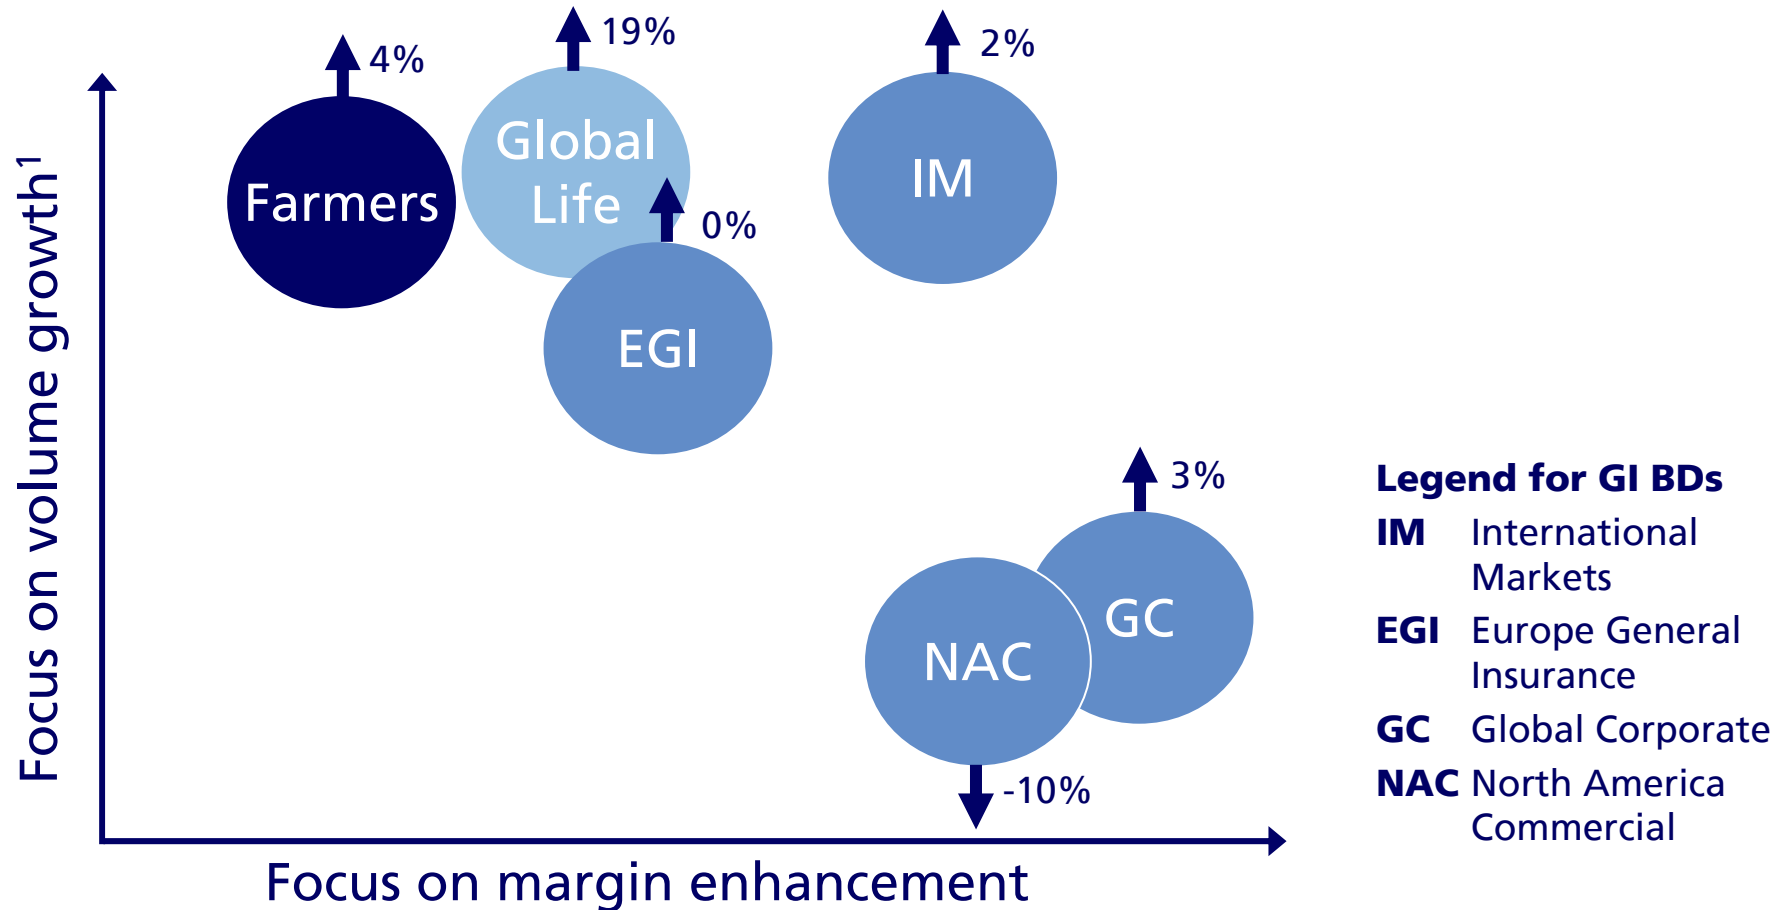 4%
19%
2%
Farmers
Global
Life
IM
0%
EGI
3%
GC
NAC
-10%
Focus on volume growth1
Focus on margin enhancement
Legend for GI BDs
IM International
Markets
EGI Europe General
Insurance
GC Global Corporate
NAC North America
Commercial